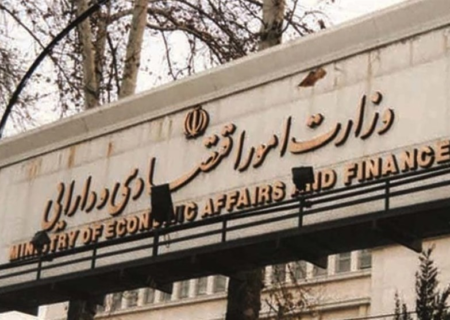 وزارت امور اقتصادی و دارایی
MINISTRY OF ECONOMIC AFFAIRS AND FINANCE